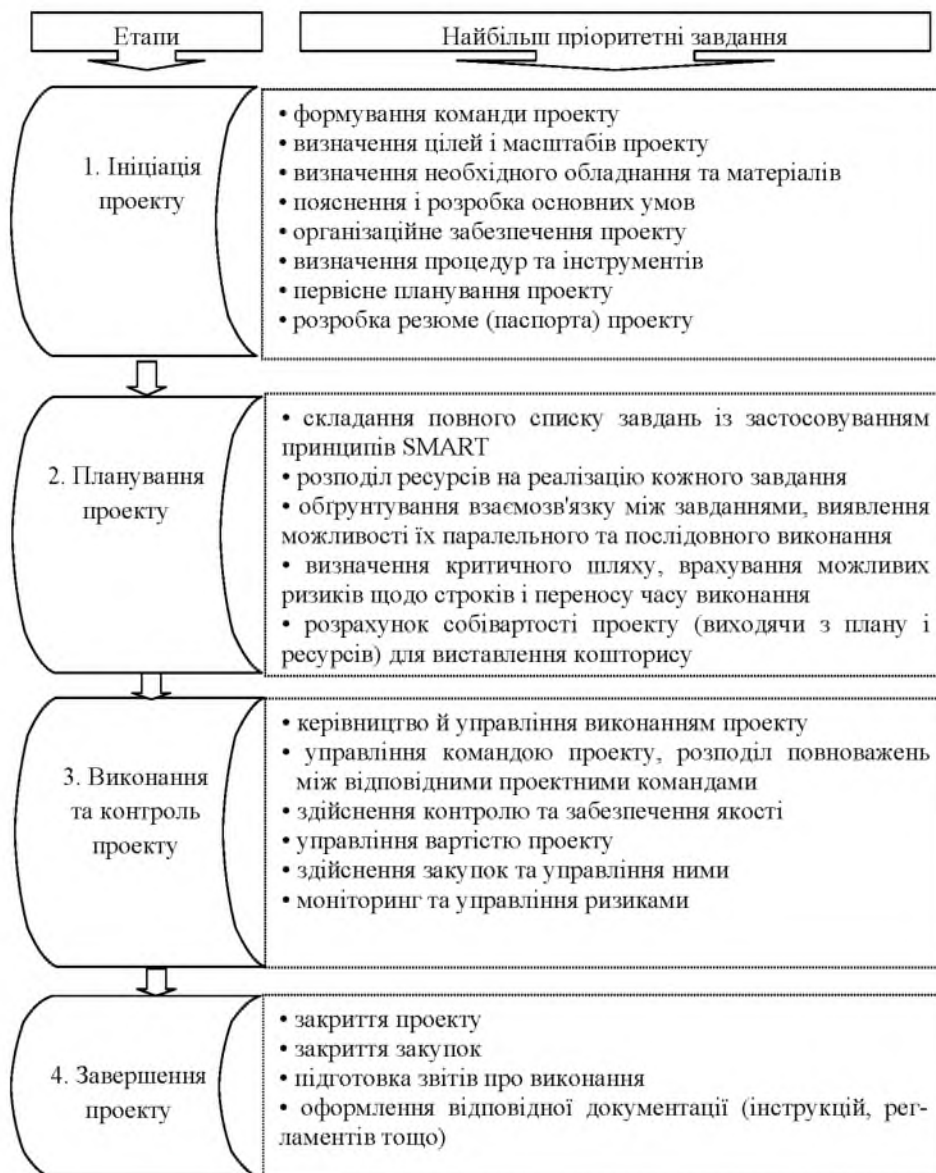 Етапи
Найбільш пріоритетні завдання
1. Ініціація
проекту
• формування команди проекту
• визначення цілей і масштабів проекту
• визначення необхідного обладнання та матеріалів
• пояснення і розробка основних умов
• організаційне забезпечення проекту
• визначення процедур та інструментів
• первісне планування проекту
• розробка резюме (паспорта) проекту
2. Планування
проекту
• складання повного списку завдань із застосовуванням
принципів SMART
• розподіл ресурсів на реалізацію кожного завдання
• обґрунтування взаємозв'язку між завданнями, виявлення
можливості їх паралельного та послідовного виконання
• визначення критичного шляху, врахування можливих
ризиків щодо строків і переносу часу виконання
• розрахунок собівартості проекту (виходячи з плану і
ресурсів) для виставлення кошторису
3. Виконання
та контроль
проекту
• керівництво й управління виконанням проекту
• управління командою проекту, розподіл повноважень
між відповідними проектними командами
• здійснення контролю та забезпечення якості
• управління вартістю проекту
• здійснення закупок та управління ними
• моніторинг та управління ризиками
4. Завершення
проекту
• закриття проекту
• закриття закупок
• підготовка звітів про виконання
• оформлення відповідної документації (інструкцій, рег-
ламентів тощо)